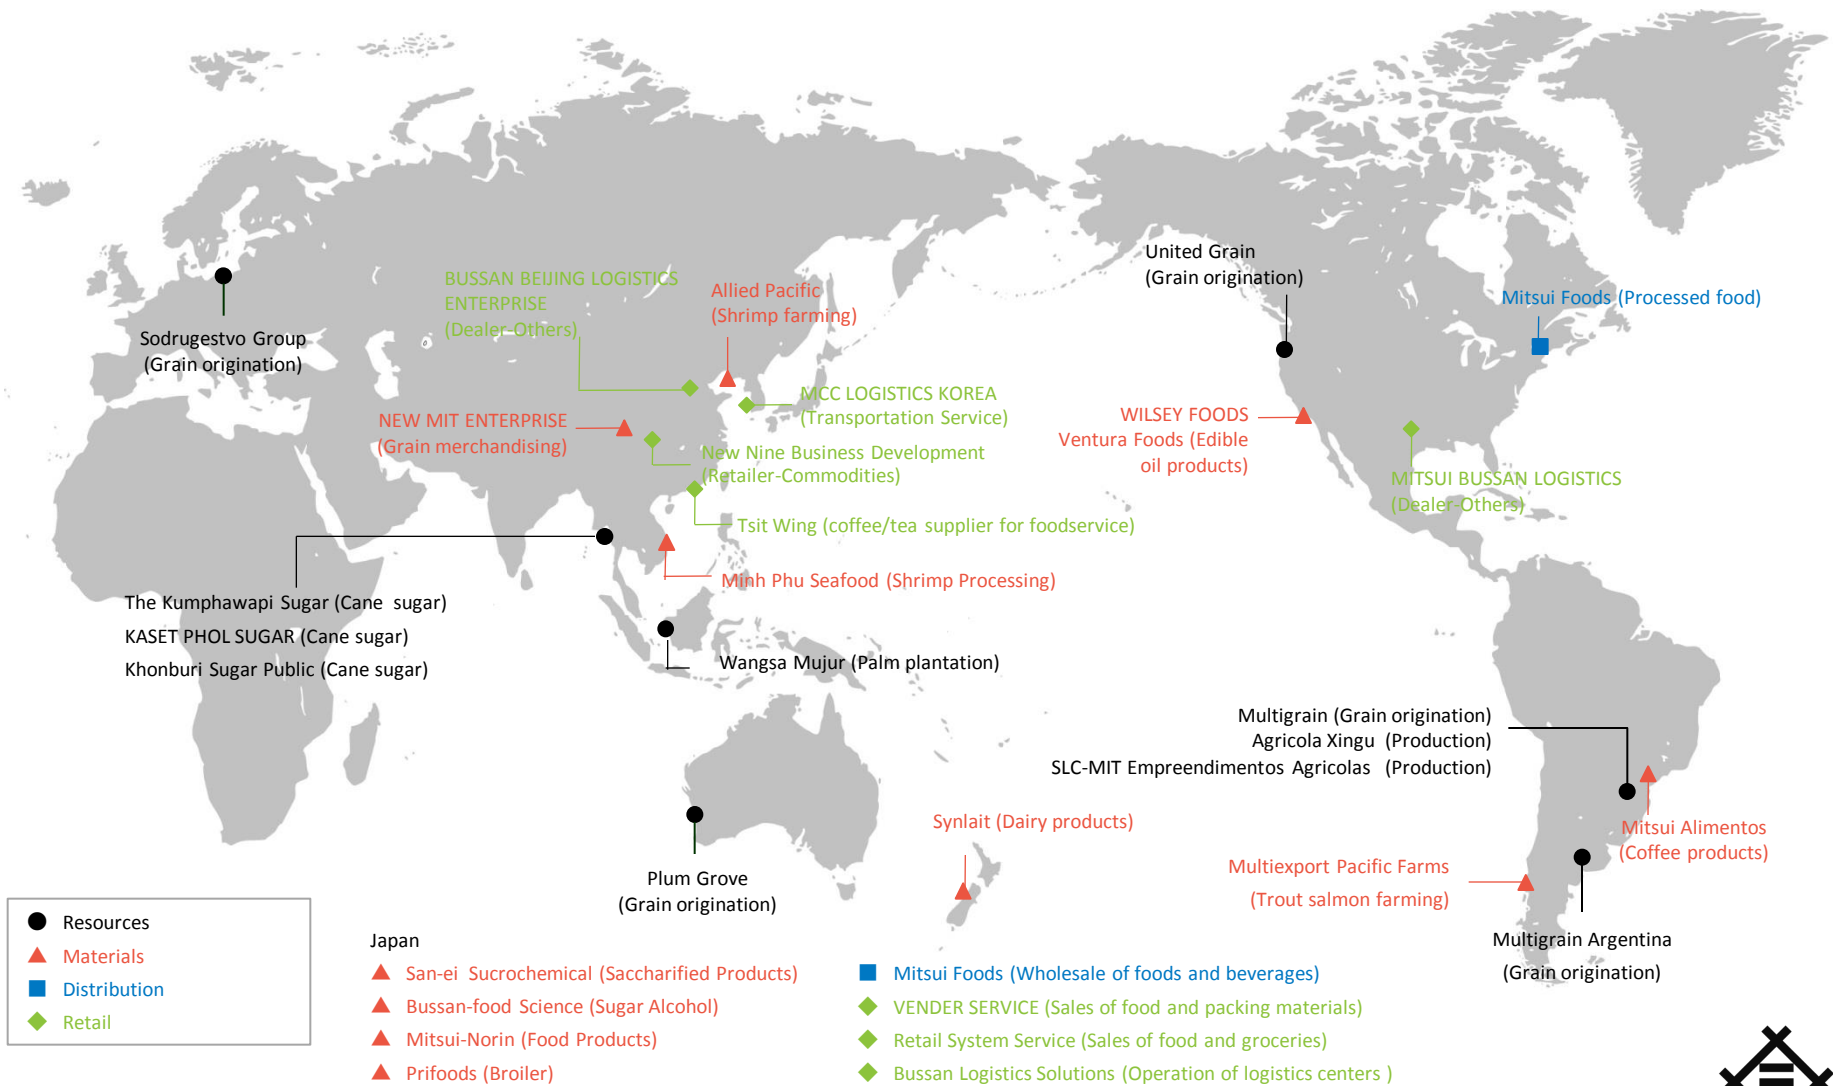 United Grain
(Grain origination)
BUSSAN BEIJING LOGISTICS
ENTERPRISE
(Dealer-Others)
Allied Pacific
(Shrimp farming)
Mitsui Foods (Processed food)
Sodrugestvo Group
(Grain origination)
MCC LOGISTICS KOREA
(Transportation Service)
NEW MIT ENTERPRISE
(Grain merchandising)
WILSEY FOODS
Ventura Foods (Edible
oil products)
New Nine Business Development
(Retailer-Commodities)
MITSUI BUSSAN LOGISTICS
(Dealer-Others)
Tsit Wing (coffee/tea supplier for foodservice)
Minh Phu Seafood (Shrimp Processing)
The Kumphawapi Sugar (Cane sugar)
KASET PHOL SUGAR (Cane sugar)
Khonburi Sugar Public (Cane sugar)
Wangsa Mujur (Palm plantation)
Multigrain (Grain origination)
Agricola Xingu (Production)
SLC-MIT Empreendimentos Agricolas (Production)
Synlait (Dairy products)
Mitsui Alimentos
(Coffee products)
Plum Grove
(Grain origination)
Multiexport Pacific Farms
(Trout salmon farming)
Multigrain Argentina
(Grain origination)
Resources
Materials
Distribution
Retail
Japan
San-ei Sucrochemical (Saccharified Products)
Bussan-food Science (Sugar Alcohol)
Mitsui-Norin (Food Products)
Prifoods (Broiler)
Mitsui Foods (Wholesale of foods and beverages)
VENDER SERVICE (Sales of food and packing materials)
Retail System Service (Sales of food and groceries)
Bussan Logistics Solutions (Operation of logistics centers )